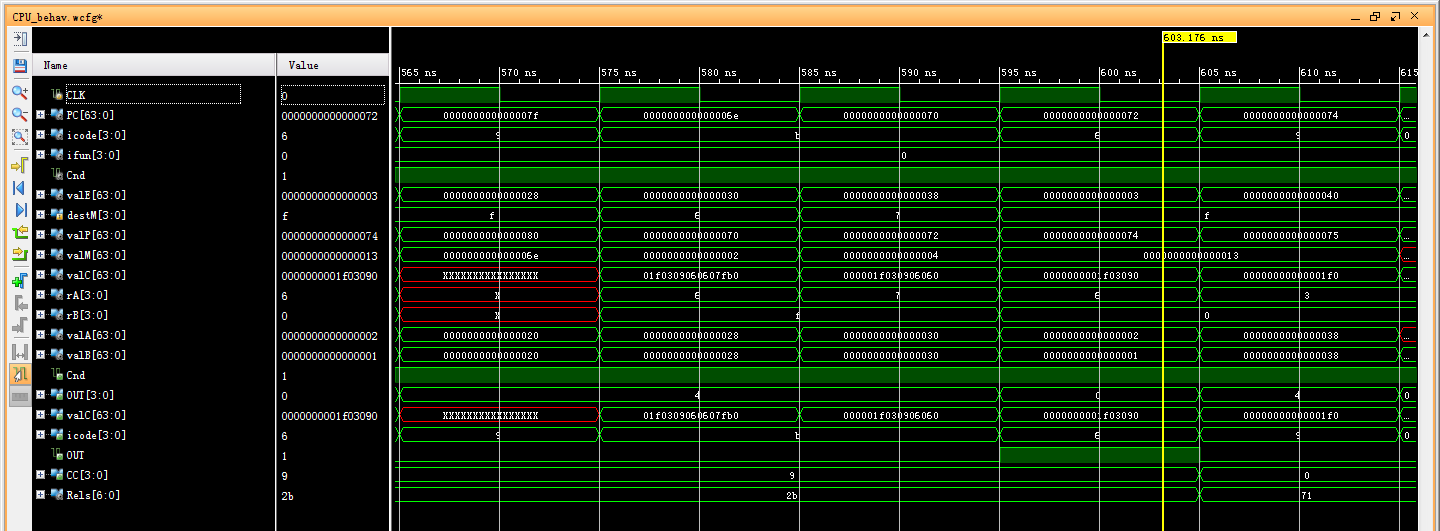 CPU_behav.wcfg*
603.176 ns
Name Value 565 ns 570 ns 575 ns 580 ns 585 ns 590 ns 595 ns 600 ns 605 ns 610 ns 615
CLK 0
PC[63:0] 0000000000000072 000000000000007f 000000000000006e 0000000000000070 0000000000000072 0000000000000074 ...
icode[3:0] 6 9 b 6 9 0
ifun[3:0] 0 0
Cnd 1
valE[63:0] 0000000000000003 0000000000000028 0000000000000030 0000000000000038 0000000000000003 0000000000000040 ...
destM[3:0] f f 6 7 f
valP[63:0] 0000000000000074 0000000000000080 0000000000000070 0000000000000072 0000000000000074 0000000000000075 ...
valM[63:0] 0000000000000013 000000000000006e 0000000000000002 0000000000000004 0000000000000013 ...
valC[63:0] 0000000001f03090 XXXXXXXXXXXXXXXX 01f0309060607fb0 000001f030906060 0000000001f03090 00000000000001f0 ...
rA[3:0] 6 X 6 7 6 3
rB[3:0] 0 X f 0
valA[63:0] 0000000000000002 0000000000000020 0000000000000028 0000000000000030 0000000000000002 0000000000000038 ...
valB[63:0] 0000000000000001 0000000000000020 0000000000000028 0000000000000030 0000000000000001 0000000000000038 ...
Cnd 1
OUT[3:0] 0 4 0 4 0
valC[63:0] 0000000001f03090 XXXXXXXXXXXXXXXX 01f0309060607fb0 000001f030906060 0000000001f03090 00000000000001f0 ...
icode[3:0] 6 9 b 6 9 0
OUT 1
CC[3:0] 9 9 0
Rels[6:0] 2b 2b 71